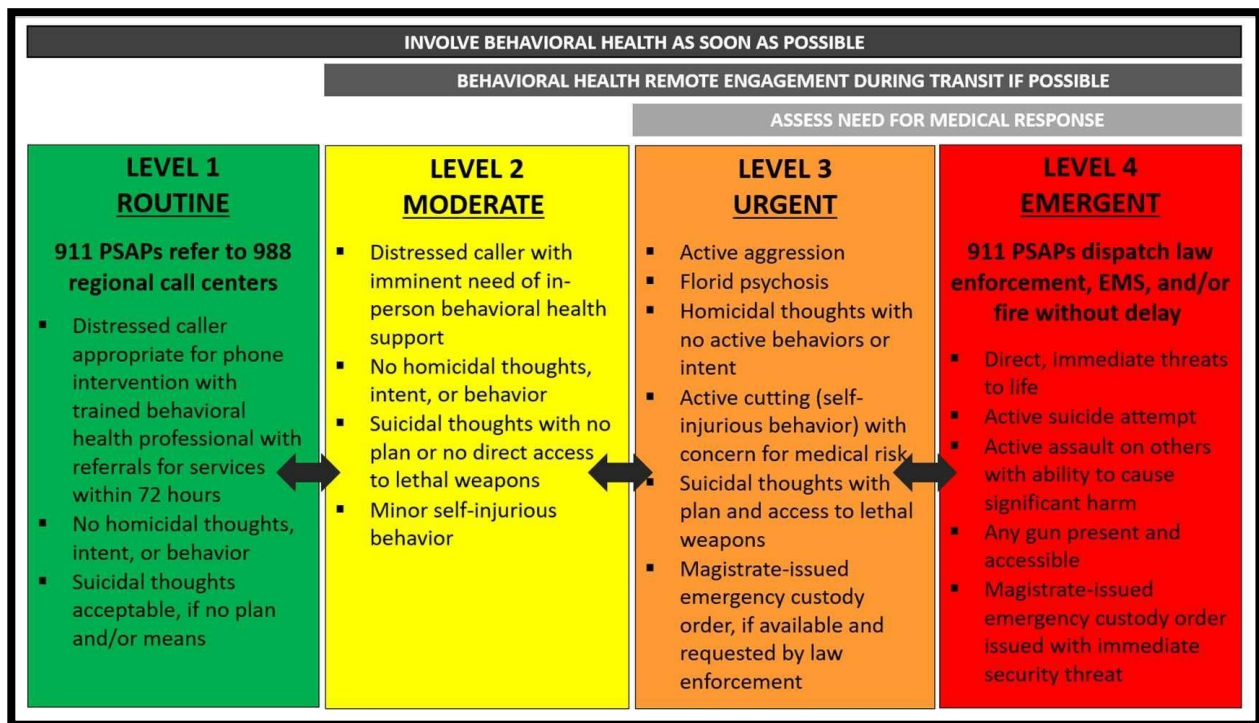 INVOLVE BEHAVIORAL HEALTH AS SOON AS POSSIBLE
BEHAVIORAL HEALTH REMOTE ENGAGEMENT DURING TRANSIT IF POSSIBLE
ASSESS NEED FOR MEDICAL RESPONSE
LEVEL 1
ROUTINE
911 PSAPs refer to 988
regional call centers
▪ Distressed caller
appropriate for phone
intervention with
trained behavioral
health professional with
referrals for services
within 72 hours
▪ No homicidal thoughts,
intent, or behavior
▪ Suicidal thoughts
acceptable, if no plan
and/or means
LEVEL 2
MODERATE
▪ Distressed caller with
imminent need of in-
person behavioral health
support
▪ No homicidal thoughts,
intent, or behavior
▪ Suicidal thoughts with no
plan or no direct access
to lethal weapons
▪ Minor self-injurious
behavior
LEVEL 3
URGENT
▪ Active aggression
▪ Florid psychosis
▪ Homicidal thoughts with
no active behaviors or
intent
▪ Active cutting (self-
injurious behavior) with
concern for medical risk
▪ Suicidal thoughts with
plan and access to lethal
weapons
▪ Magistrate-issued
emergency custody
order, if available and
requested by law
enforcement
LEVEL 4
EMERGENT
911 PSAPs dispatch law
enforcement, EMS, and/or
fire without delay
▪ Direct, immediate threats
to life
▪ Active suicide attempt
▪ Active assault on others
with ability to cause
significant harm
▪ Any gun present and
accessible
▪ Magistrate-issued
emergency custody order
issued with immediate
security threat